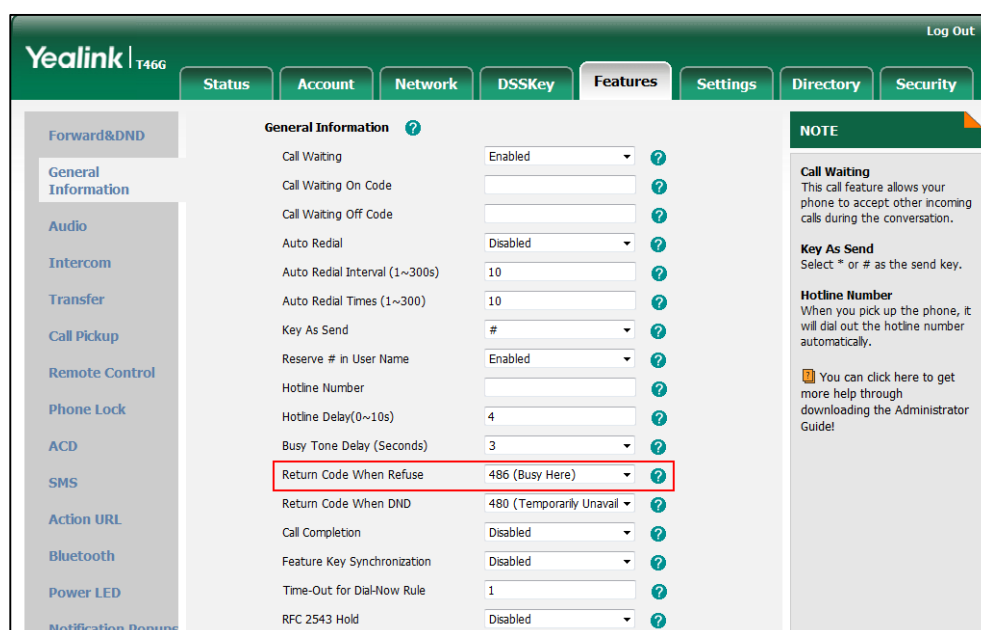 Log Out
Yealink | T46G
Status Account Network DSSKey Features Settings Directory Security
Forward&DND
General
Information
Audio
Intercom
Transfer
Call Pickup
Remote Control
Phone Lock
ACD
SMS
Action URL
Bluetooth
Power LED
Notification Popups
General Information ?
Call Waiting Enabled ?
Call Waiting On Code ?
Call Waiting Off Code ?
Auto Redial Disabled ?
Auto Redial Interval (1~300s) 10 ?
Auto Redial Times (1~300) 10 ?
Key As Send # ?
Reserve # in User Name Enabled ?
Hotline Number ?
Hotline Delay(0~10s) 4 ?
Busy Tone Delay (Seconds) 3 ?
Return Code When Refuse 486 (Busy Here) ?
Return Code When DND 480 (Temporarily Unavail ?
Call Completion Disabled ?
Feature Key Synchronization Disabled ?
Time-Out for Dial-Now Rule 1 ?
RFC 2543 Hold Disabled ?
NOTE
Call Waiting
This call feature allows your
phone to accept other incoming
calls during the conversation.
Key As Send
Select * or # as the send key.
Hotline Number
When you pick up the phone, it
will dial out the hotline number
automatically.
? You can click here to get
more help through
downloading the Administrator
Guide!